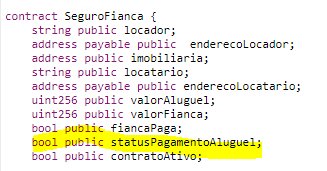 contract SeguroFianca {
string public locador;
address payable public  enderecoLocador;
address public imobiliaria;
string public locatario;
address payable public enderecoLocatario;
uint256 public valorAluguel;
uint256 public valorFianca;
bool public fiancaPaga;
bool public statusPagamentoAluguel;
bool public contratoAtivo;